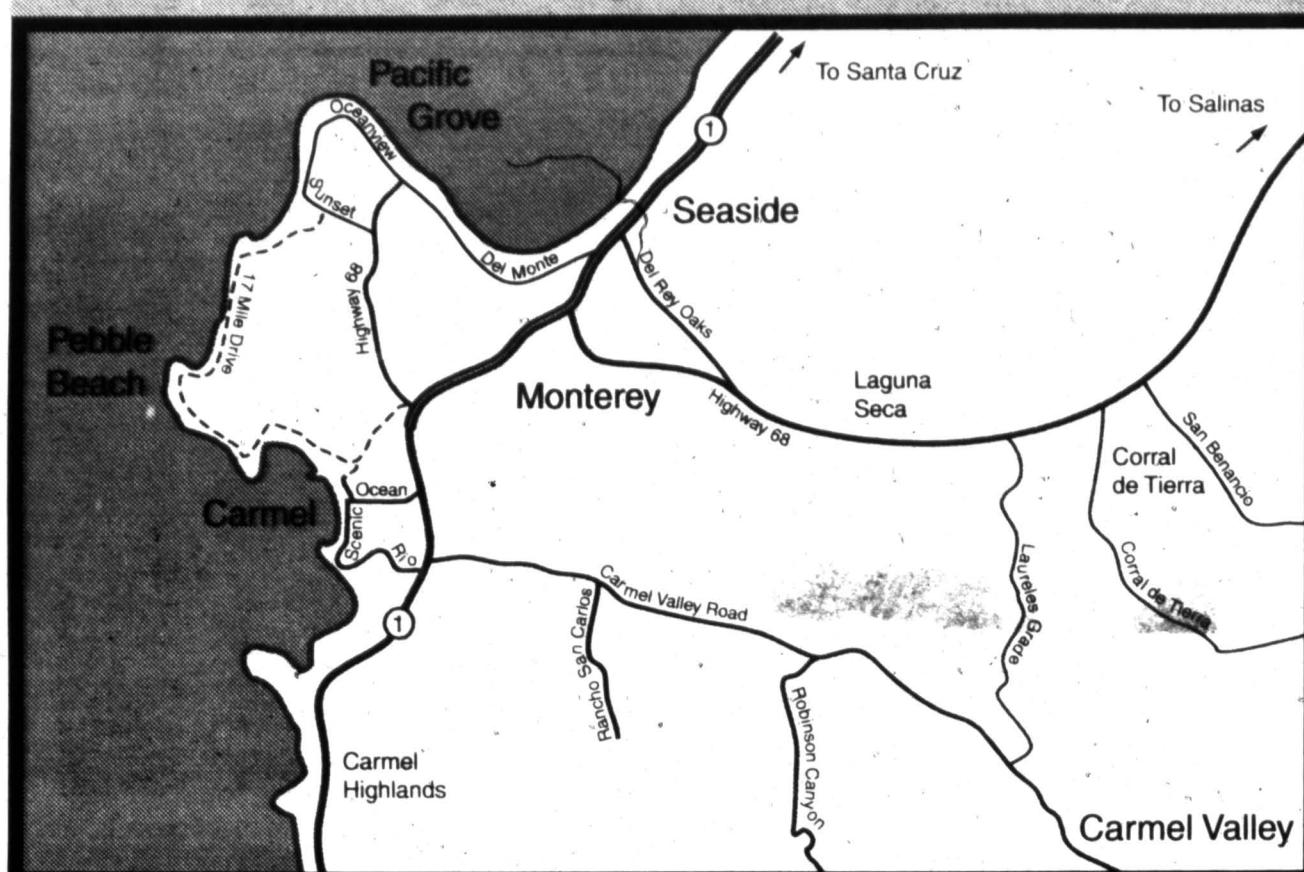 Pacific
Grove
To Santa Cruz
To Salinas
Oceanview
1
Sunset
Seaside
Del Monte
Del Rey Oaks
17 Mile Drive
Highway 68
Pebble
Beach
Monterey
Highway 68
Laguna
Seca
San Benancio
Corral
de Tierra
Ocean
Carmel
Scenic
Rio
Carmel Valley Road
Laureles Grade
Corral de Tierra
1
Rancho San Carlos
Robinson Canyon
Carmel
Highlands
Carmel Valley